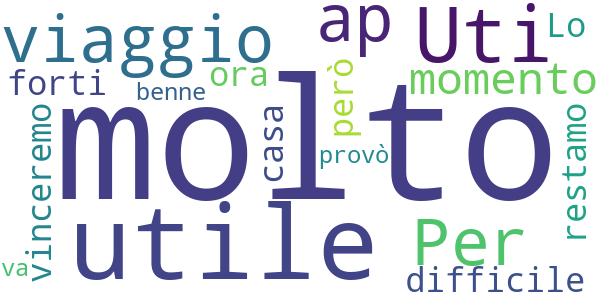 viaggio
ap
Uti
Lo
forti
benne
ora
però
momento
vinceremo
molto
casa
provò
restamo
va
utile
Per
difficile